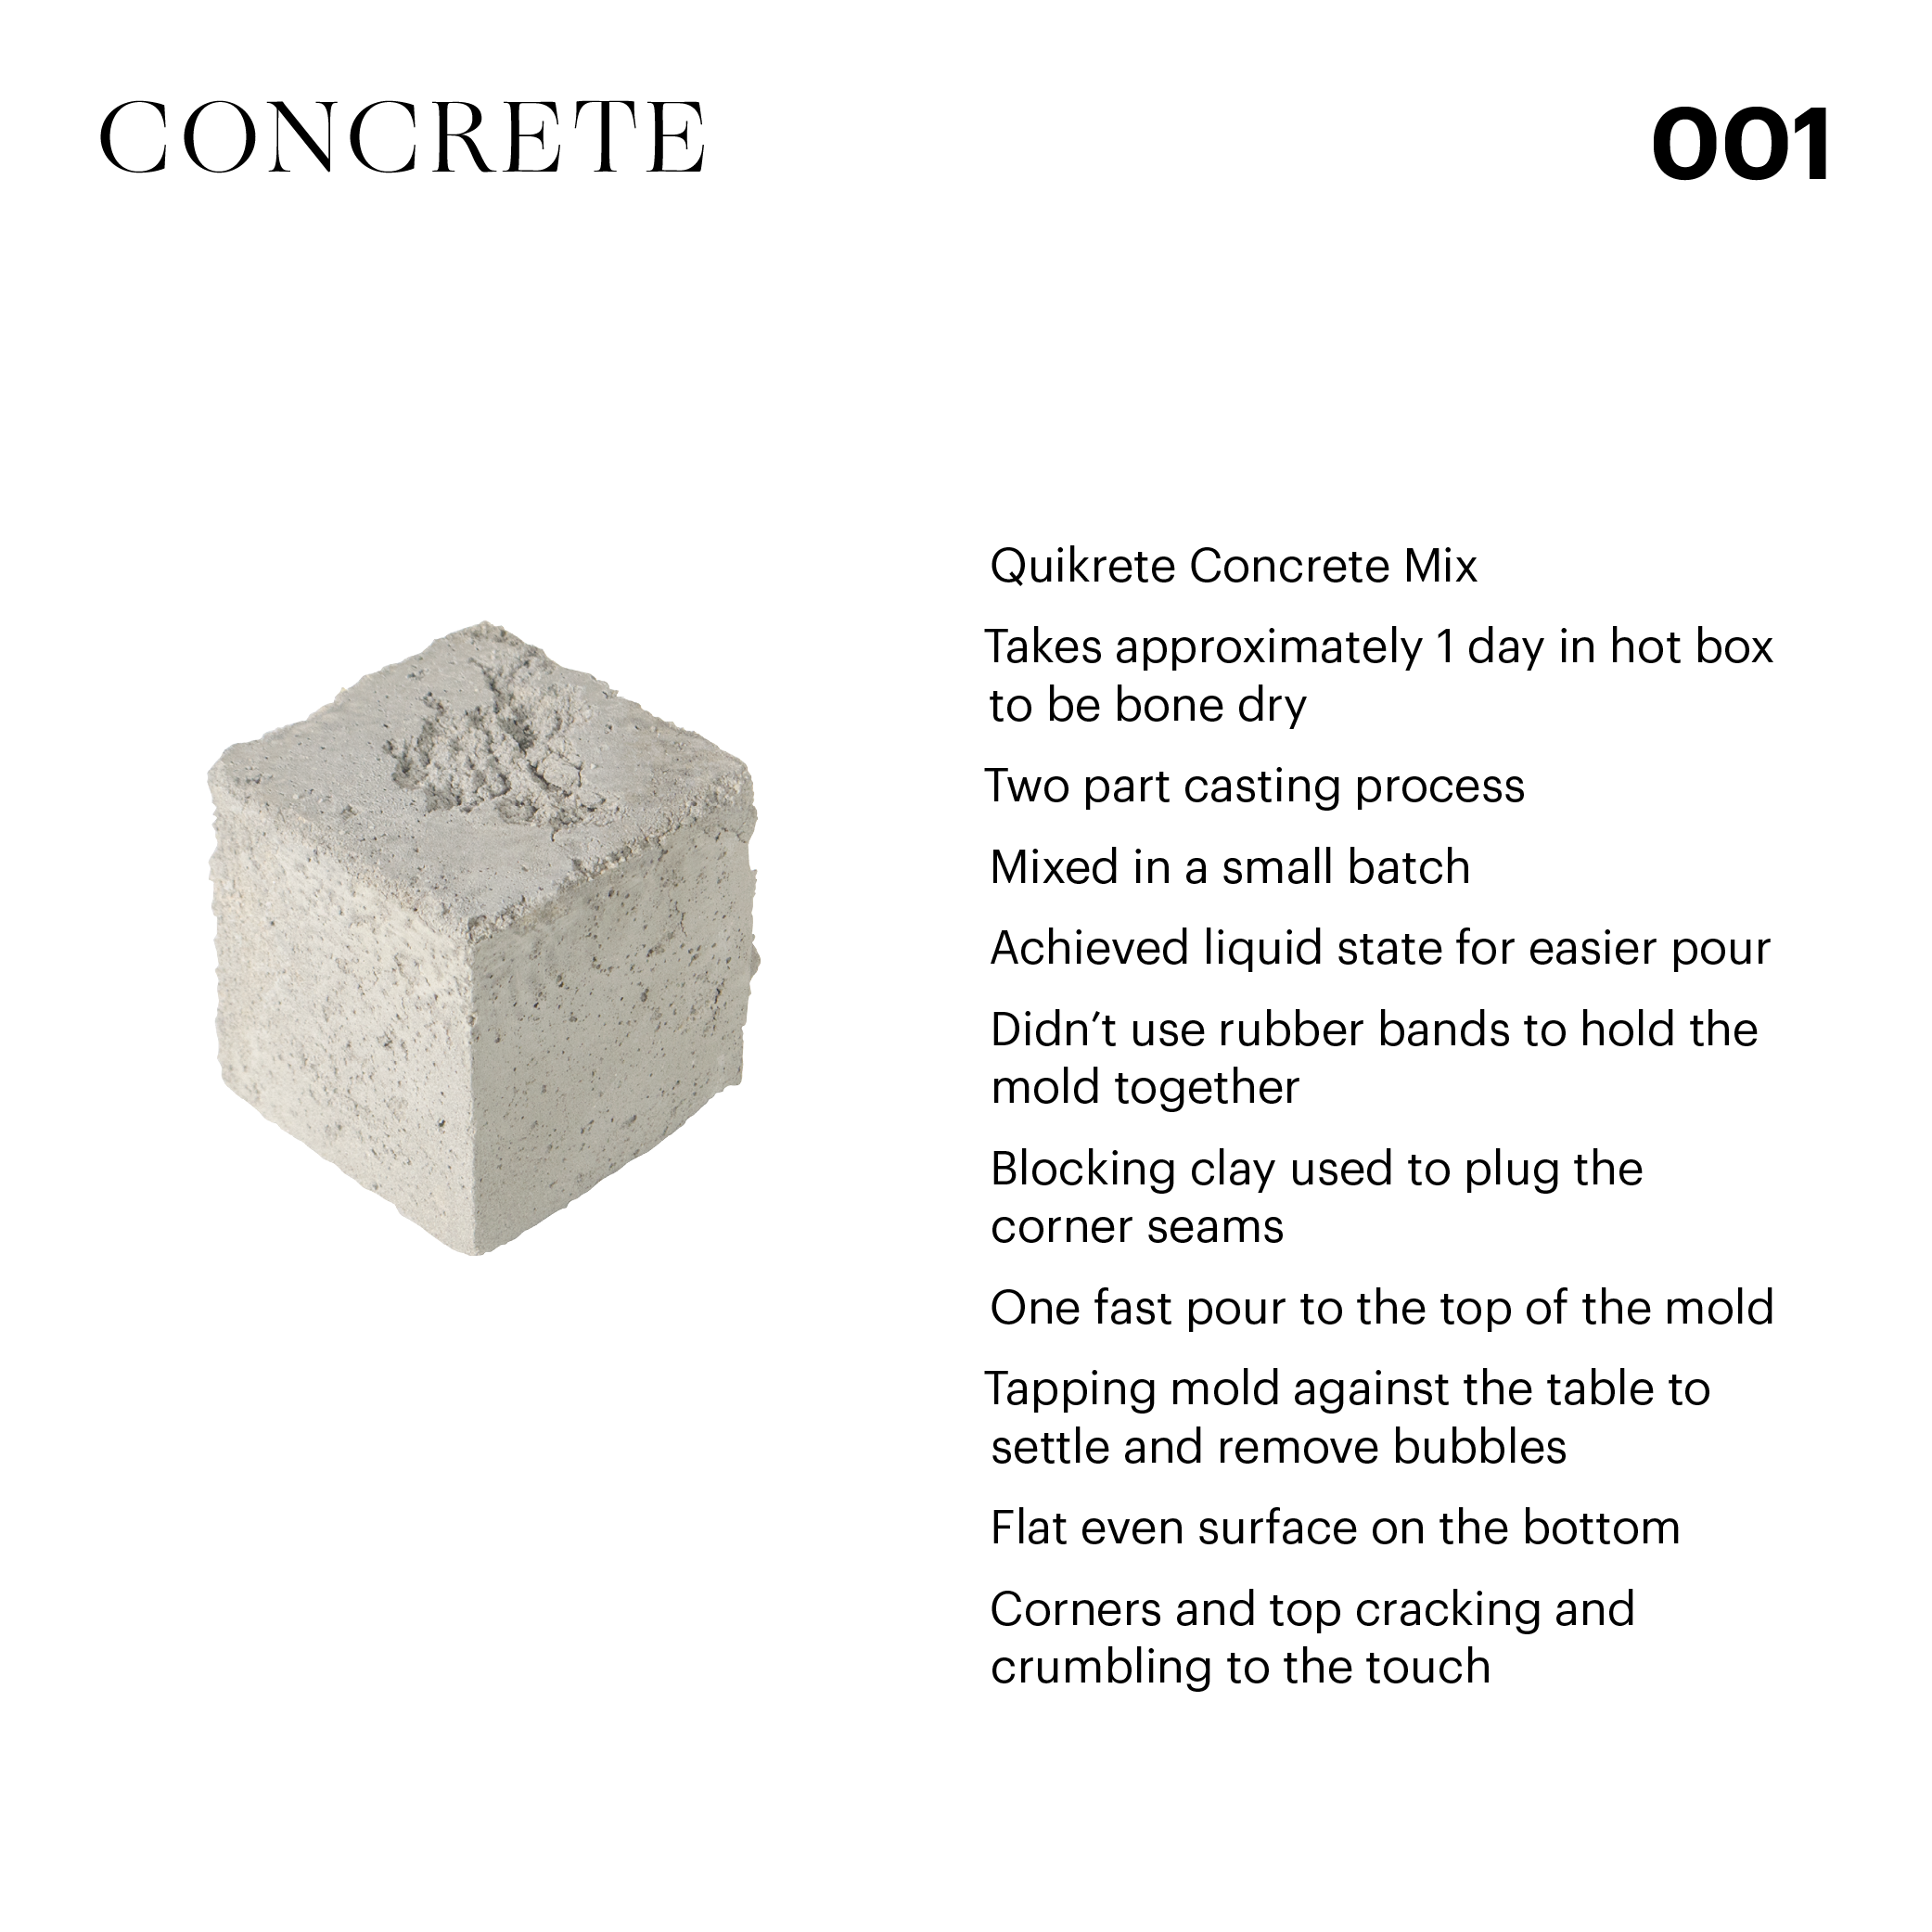 CONCRETE
001
Quikrete Concrete Mix
Takes approximately 1 day in hot box
to be bone dry
Two part casting process
Mixed in a small batch
Achieved liquid state for easier pour
Didn’t use rubber bands to hold the
mold together
Blocking clay used to plug the
corner seams
One fast pour to the top of the mold
Tapping mold against the table to
settle and remove bubbles
Flat even surface on the bottom
Corners and top cracking and
crumbling to the touch